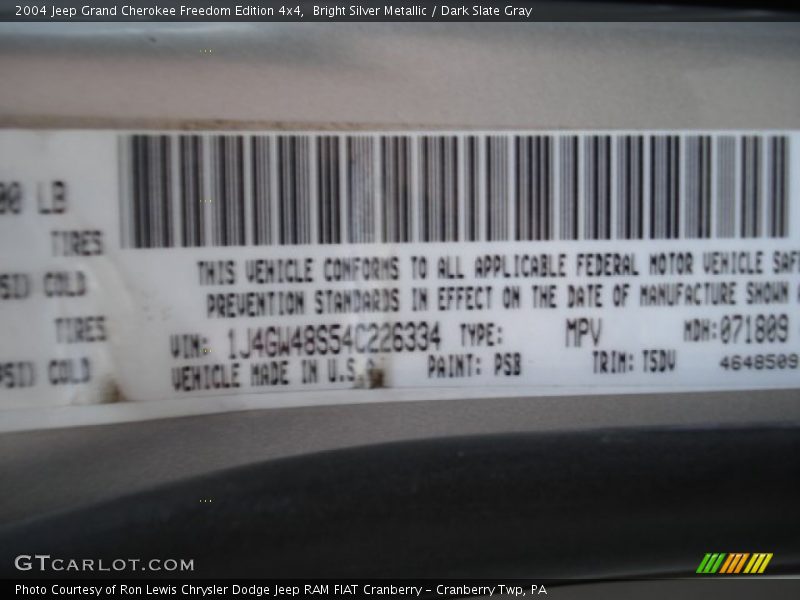 2004 Jeep Grand Cherokee Freedom Edition 4x4,  Bright Silver Metallic / Dark Slate Gray
00 LB
TIRES
THIS VEHICLE CONFORMS TO ALL APPLICABLE FEDERAL MOTOR VEHICLE SAF
PSI) COLD
PREVENTION STANDARDS IN EFFECT ON THE DATE OF MANUFACTURE SHOWN
TIRES
VIN: 1J4GW48S54C226334 TYPE: MPV MDH: 071809
PSI) COLD
VEHICLE MADE IN U.S PAINT: PSB TRIM: T5DV 4648509
GTCARLOT.COM
Photo Courtesy of Ron Lewis Chrysler Dodge Jeep RAM FIAT Cranberry - Cranberry Twp, PA